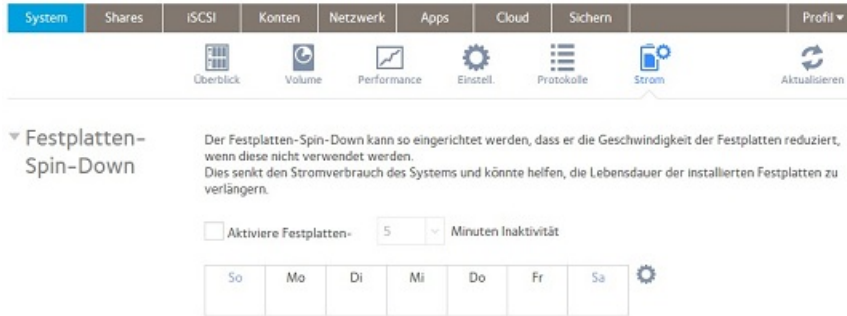 System Shares iSCSI Konten Netzwerk Apps Cloud Sichern Profil
Überblick Volume Performance Einstell. Protokolle Strom Aktualisieren
Festplatten-
Spin-Down
Der Festplatten-Spin-Down kann so eingerichtet werden, dass er die Geschwindigkeit der Festplatten reduziert,
wenn diese nicht verwendet werden.
Dies senkt den Stromverbrauch des Systems und könnte helfen, die Lebensdauer der installierten Festplatten zu
verlängern.
Aktiviere Festplatten- 5 Minuten Inaktivität
So Mo Di Mi Do Fr Sa